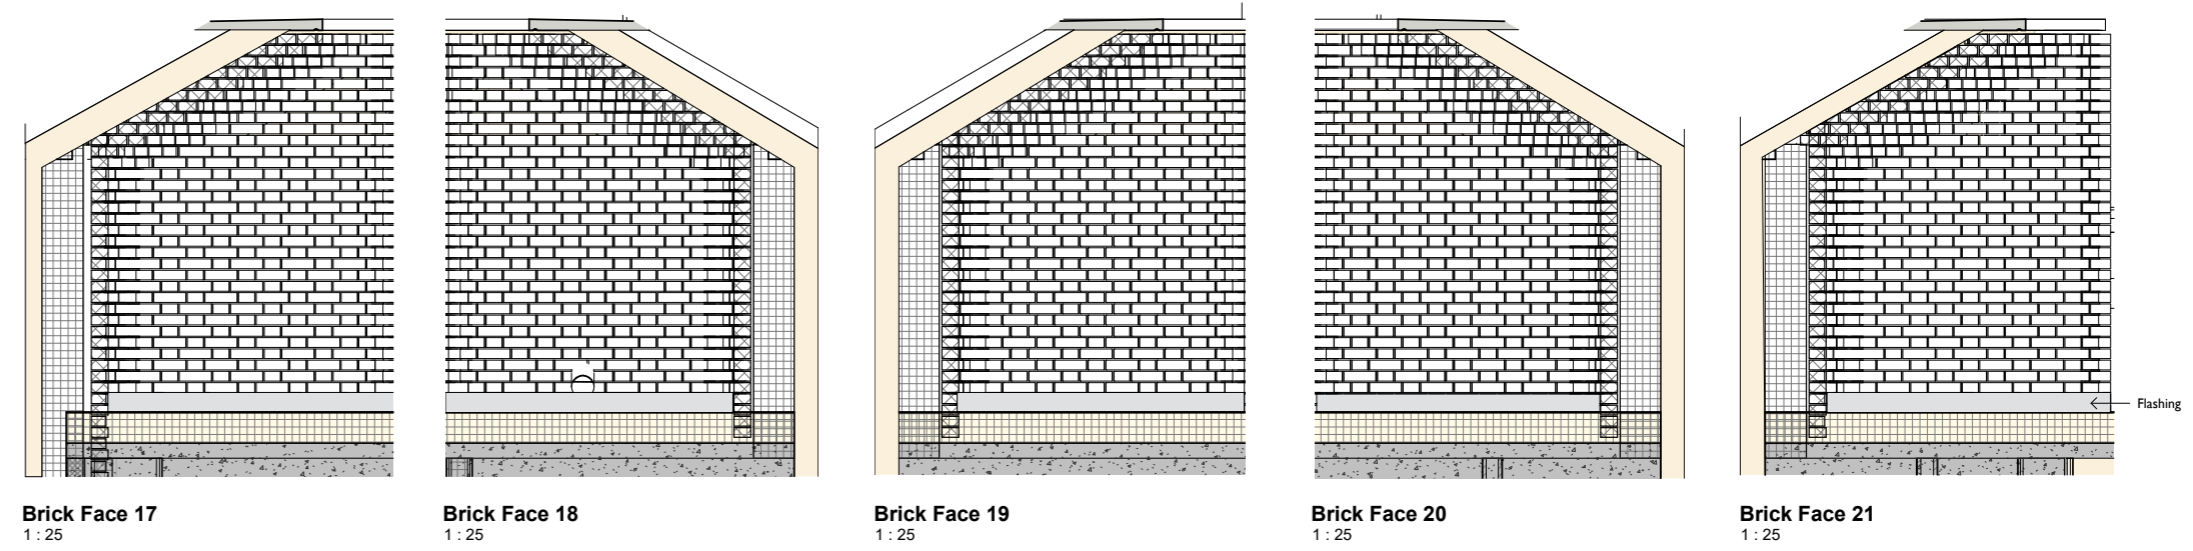 Flashing
Brick Face 17
1 : 25
Brick Face 18
1 : 25
Brick Face 19
1 : 25
Brick Face 20
1 : 25
Brick Face 21
1 : 25